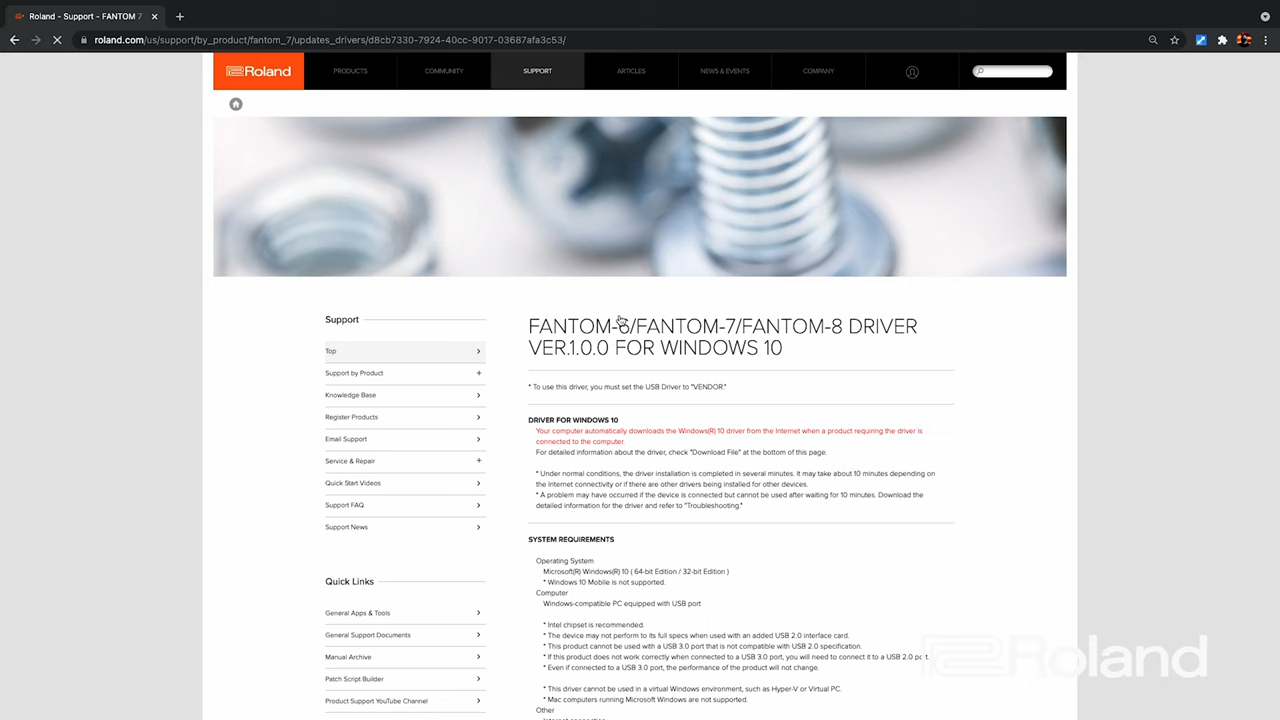 Roland - Support - FANTOM 7
roland.com/us/support/by_product/fantom_7/updates_drivers/d8cb7330-7924-40cc-9017-03687afa3c53/
Roland
PRODUCTS
COMMUNITY
SUPPORT
ARTICLES
NEWS & EVENTS
COMPANY
Support
Top
Support by Product
Knowledge Base
Register Products
Email Support
Service & Repair
Quick Start Videos
Support FAQ
Support News
Quick Links
General Apps & Tools
General Support Documents
Manual Archive
Patch Script Builder
Product Support YouTube Channel
FANTOM-6/FANTOM-7/FANTOM-8 DRIVER
VER.1.0.0 FOR WINDOWS 10
* To use this driver, you must set the USB Driver to "VENDOR."
DRIVER FOR WINDOWS 10
Your computer automatically downloads the Windows(R) 10 driver from the Internet when a product requiring the driver is
connected to the computer.
For detailed information about the driver, check "Download File" at the bottom of this page.
* Under normal conditions, the driver installation is completed in several minutes. It may take about 10 minutes depending on
the Internet connectivity or if there are other drivers being installed for other devices.
* A problem may have occurred if the device is connected but cannot be used after waiting for 10 minutes. Download the
detailed information for the driver and refer to "Troubleshooting."
SYSTEM REQUIREMENTS
Operating System
Microsoft(R) Windows(R) 10 ( 64-bit Edition / 32-bit Edition )
* Windows 10 Mobile is not supported.
Computer
Windows-compatible PC equipped with USB port
* Intel chipset is recommended.
* The device may not perform to its full specs when used with an added USB 2.0 interface card.
* This product cannot be used with a USB 3.0 port that is not compatible with USB 2.0 specification.
* If this product does not work correctly when connected to a USB 3.0 port, you will need to connect it to a USB 2.0 port.
* Even if connected to a USB 3.0 port, the performance of the product will not change.
* This driver cannot be used in a virtual Windows environment, such as Hyper-V or Virtual PC.
* Mac computers running Microsoft Windows are not supported.
Other
Internet connection
Roland